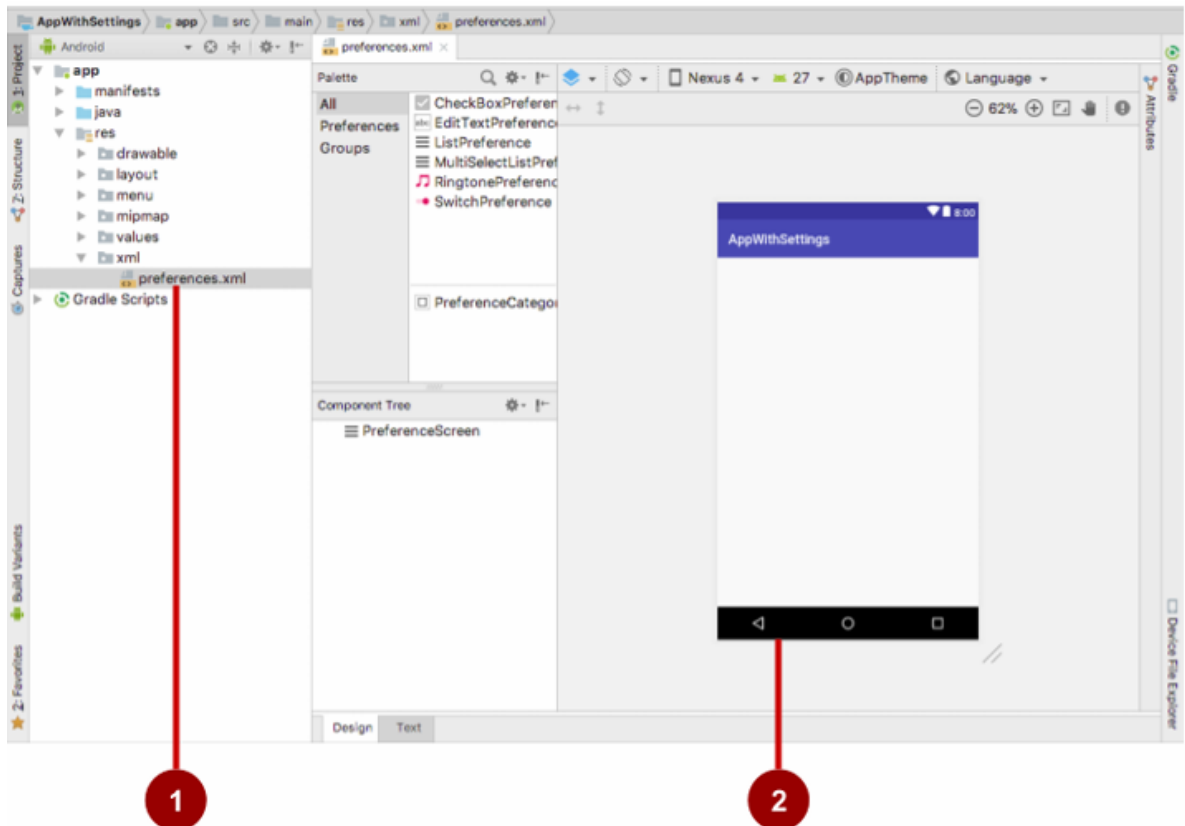 AppWithSettings app src main res xml preferences.xml
1: Project
Z: Structure
Captures
Build Variants
2: Favorites
Android
app
manifests
java
res
drawable
layout
menu
mipmap
values
xml
preferences.xml
Gradle Scripts
preferences.xml
Palette
All
Preferences
Groups
CheckBoxPreferen
abc EditTextPreferenc
ListPreference
MultiSelectListPref
RingtonePreferenc
SwitchPreference
PreferenceCatego
Component Tree
PreferenceScreen
Nexus 4 27 AppTheme Language
62%
8:00
AppWithSettings
Design Text
Gradle
Attributes
Device File Explorer
1
2